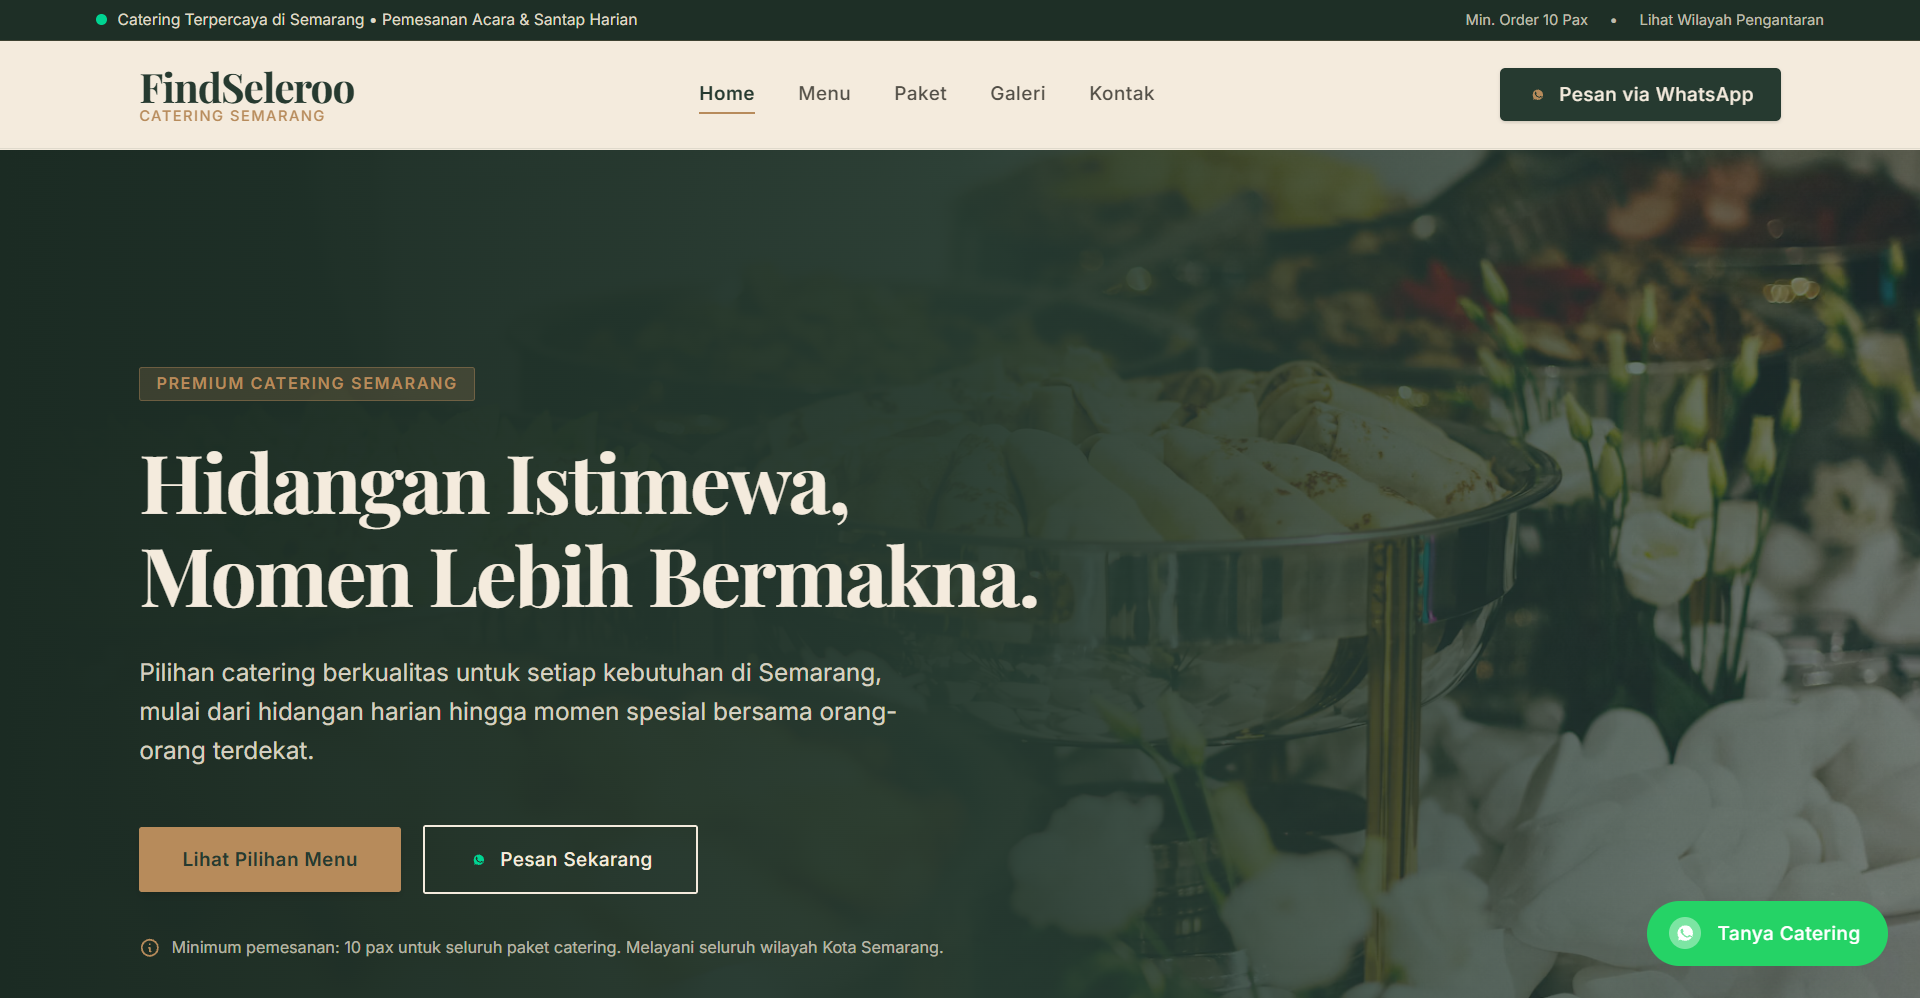 Catering Terpercaya di Semarang • Pemesanan Acara & Santap Harian
Min. Order 10 Pax • Lihat Wilayah Pengantaran
FindSeleroo
CATERING SEMARANG
Home Menu Paket Galeri Kontak
Pesan via WhatsApp
PREMIUM CATERING SEMARANG
Hidangan Istimewa,
Momen Lebih Bermakna.
Pilihan catering berkualitas untuk setiap kebutuhan di Semarang,
mulai dari hidangan harian hingga momen spesial bersama orang-
orang terdekat.
Lihat Pilihan Menu
Pesan Sekarang
Minimum pemesanan: 10 pax untuk seluruh paket catering. Melayani seluruh wilayah Kota Semarang.
Tanya Catering